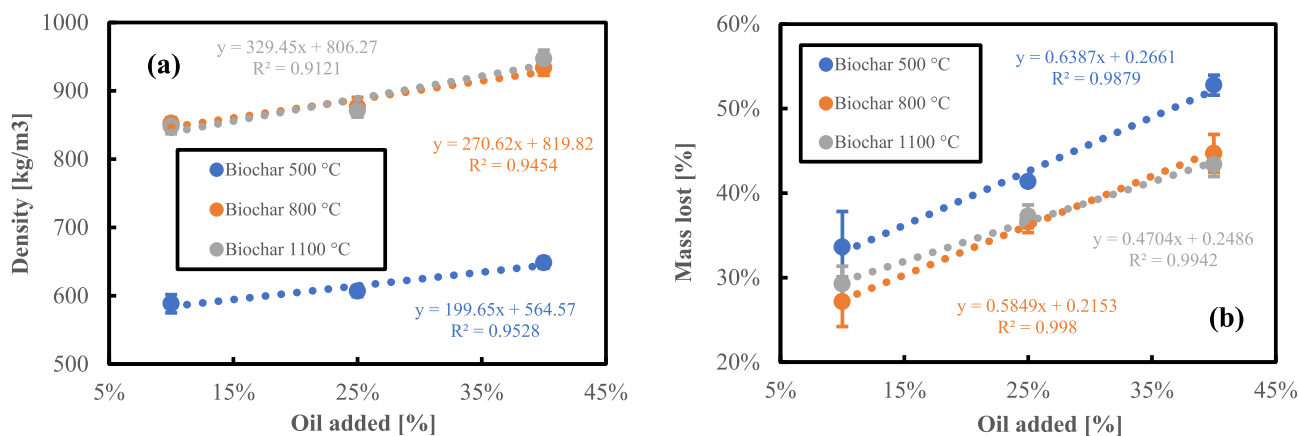 1000
900
800
700
600
500
Density [kg/m3]
(a)
y = 329.45x + 806.27
R² = 0.9121
y = 270.62x + 819.82
R² = 0.9454
Biochar 500 °C
Biochar 800 °C
Biochar 1100 °C
y = 199.65x + 564.57
R² = 0.9528
5% 15% 25% 35% 45%
Oil added [%]
60%
50%
40%
30%
20%
Mass lost [%]
Biochar 500 °C
Biochar 800 °C
Biochar 1100 °C
y = 0.6387x + 0.2661
R² = 0.9879
y = 0.4704x + 0.2486
R² = 0.9942
y = 0.5849x + 0.2153
R² = 0.998
(b)
5% 15% 25% 35% 45%
Oil added [%]